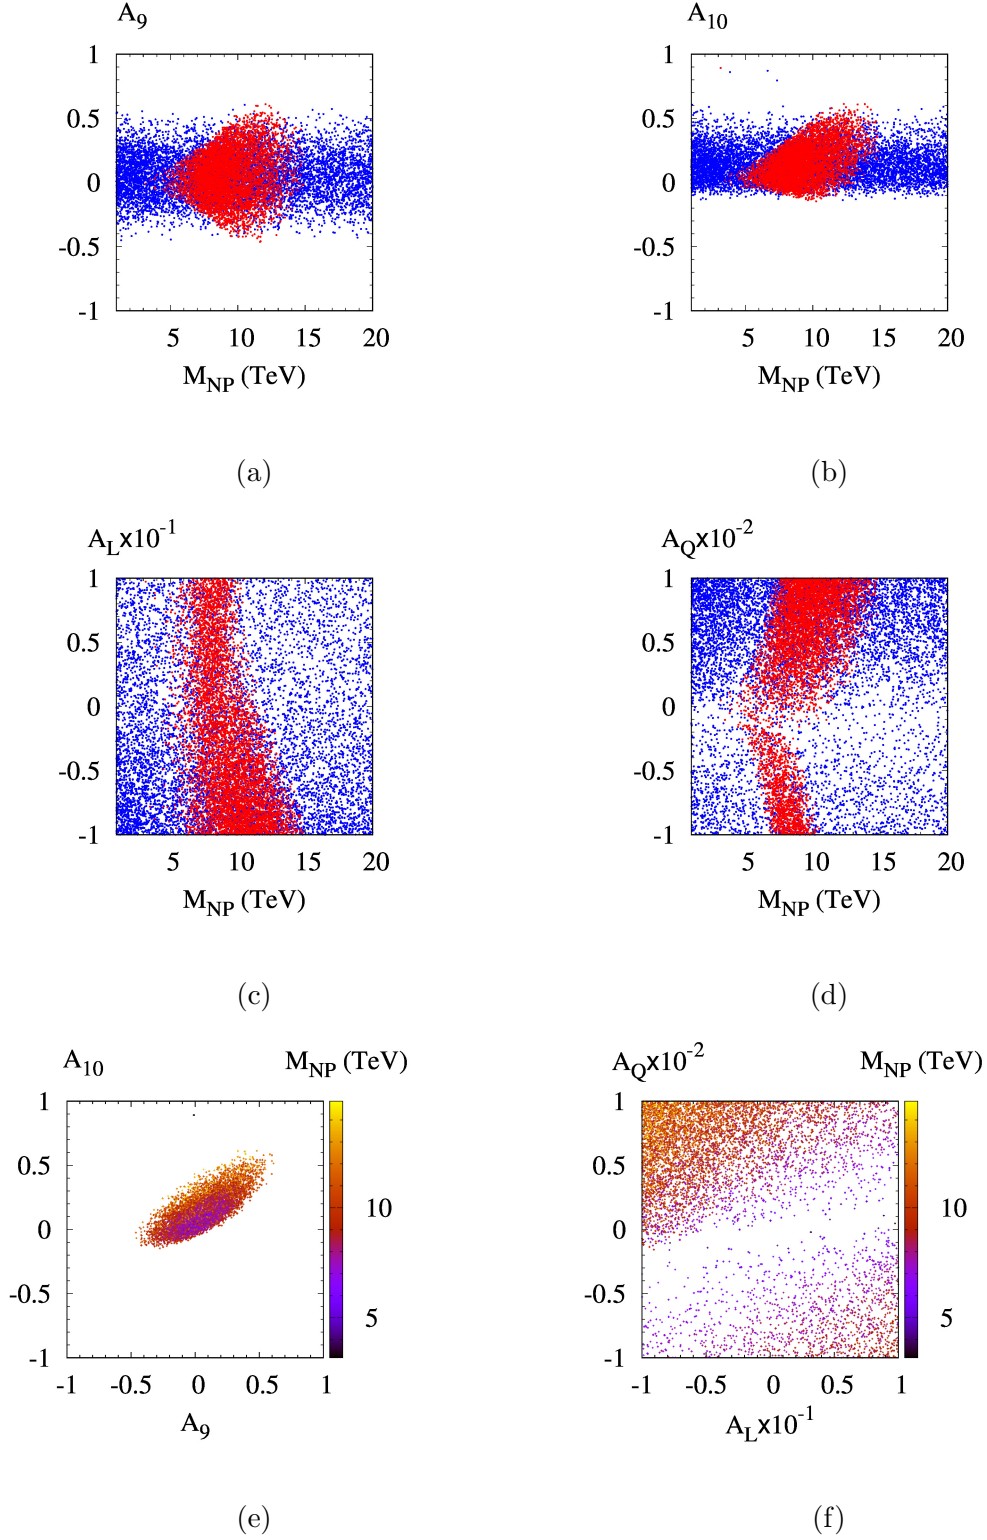 A9 A10
1 1
0.5 0.5
0 0
-0.5 -0.5
-1 -1
5 10 15 20 5 10 15 20
MNP (TeV) MNP (TeV)
(a) (b)
ALx10-1 AQx10-2
1 1
0.5 0.5
0 0
-0.5 -0.5
-1 -1
5 10 15 20 5 10 15 20
MNP (TeV) MNP (TeV)
(c) (d)
A10 MNP (TeV) AQx10-2 MNP (TeV)
1 1
0.5 10 0.5 10
0 0
-0.5 5 -0.5 5
-1 -1
-1 -0.5 0 0.5 1 -1 -0.5 0 0.5 1
A9 ALx10-1
(e) (f)